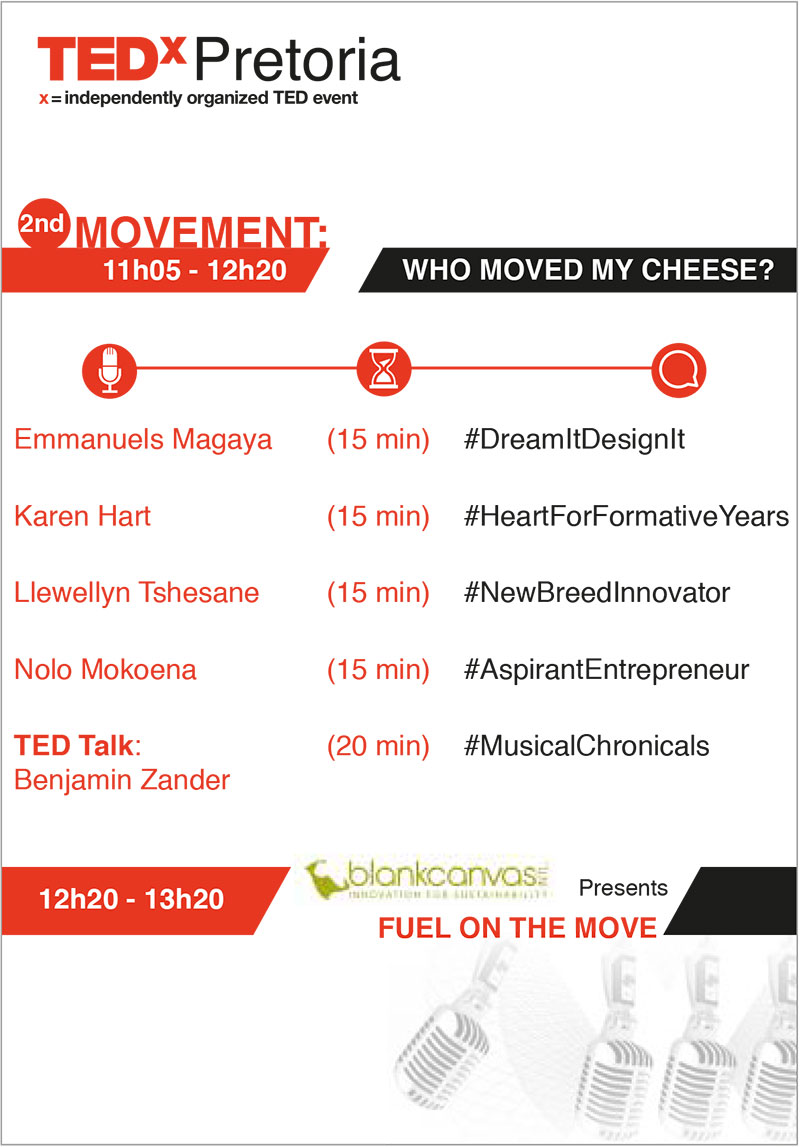 TEDx Pretoria
x = independently organized TED event
2nd MOVEMENT:
11h05 - 12h20 WHO MOVED MY CHEESE?
Emmanuels Magaya (15 min) #DreamItDesignIt
Karen Hart (15 min) #HeartForFormativeYears
Llewellyn Tshesane (15 min) #NewBreedInnovator
Nolo Mokoena (15 min) #AspirantEntrepreneur
TED Talk: (20 min) #MusicalChronicals
Benjamin Zander
12h20 - 13h20 blankcanvas Presents
INNOVATION FOR SUSTAINABILITY
FUEL ON THE MOVE